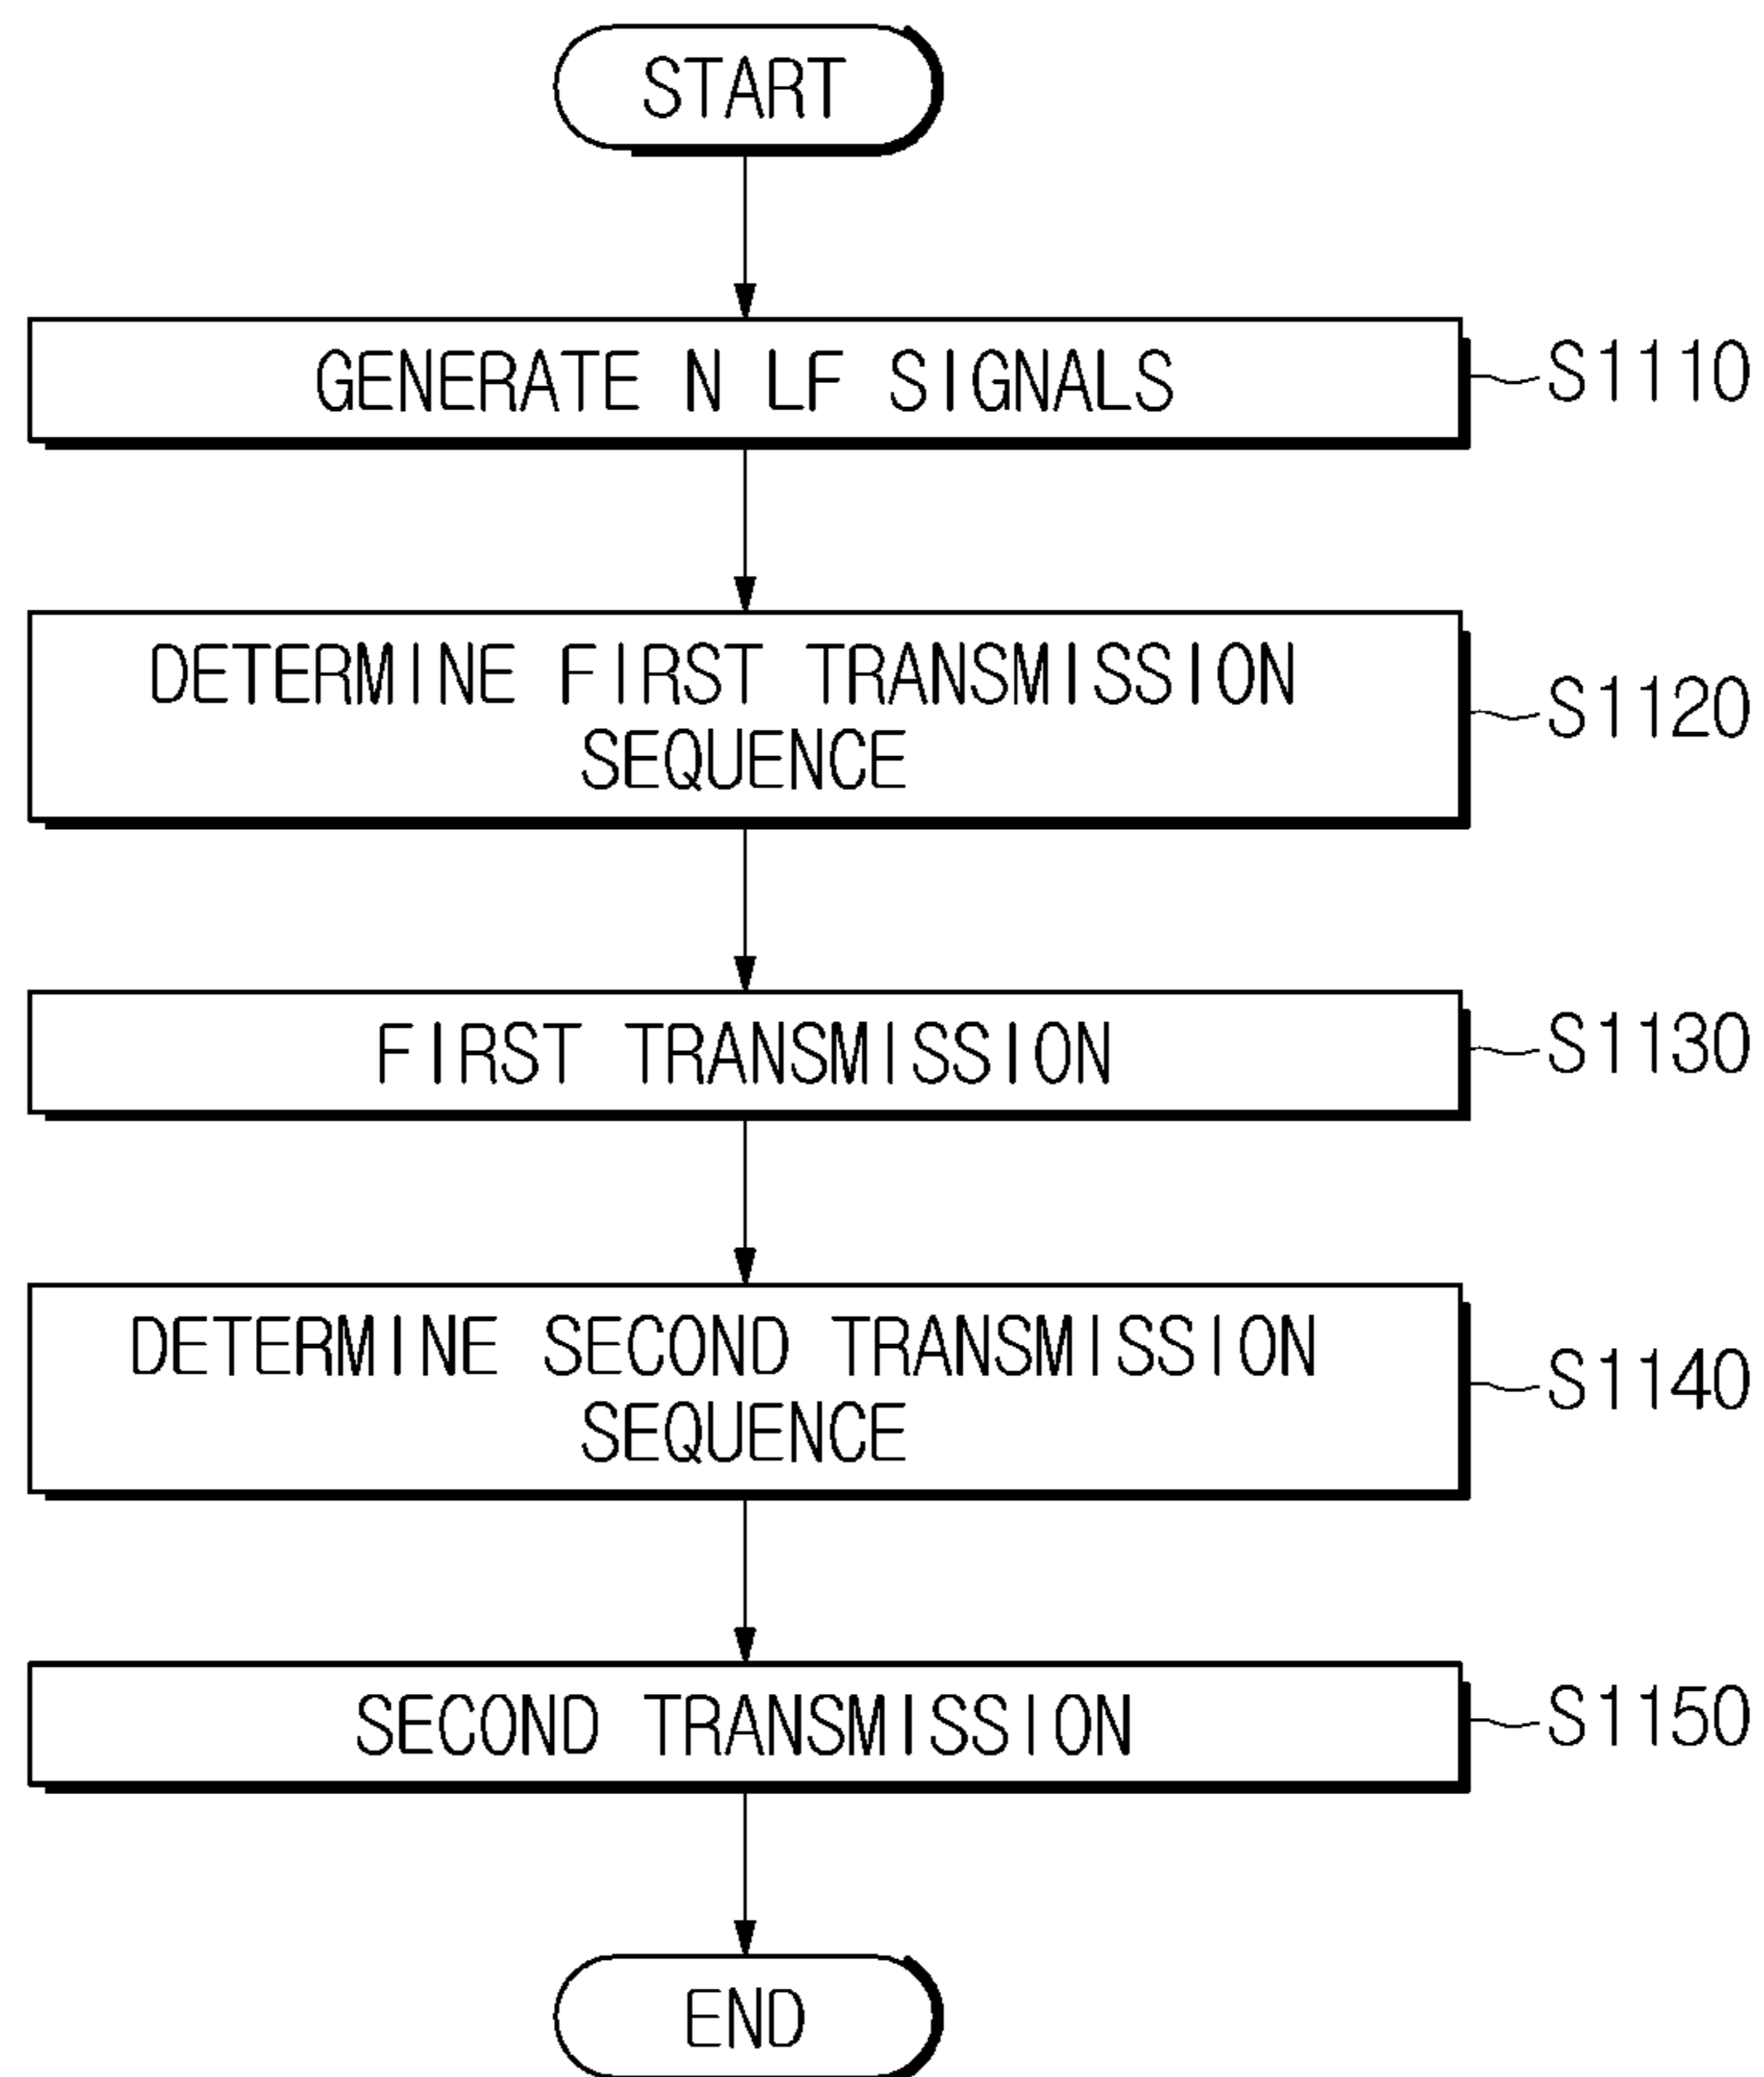 START
GENERATE N LF SIGNALS
S1110
DETERMINE FIRST TRANSMISSION
SEQUENCE
S1120
FIRST TRANSMISSION
S1130
DETERMINE SECOND TRANSMISSION
SEQUENCE
S1140
SECOND TRANSMISSION
S1150
END